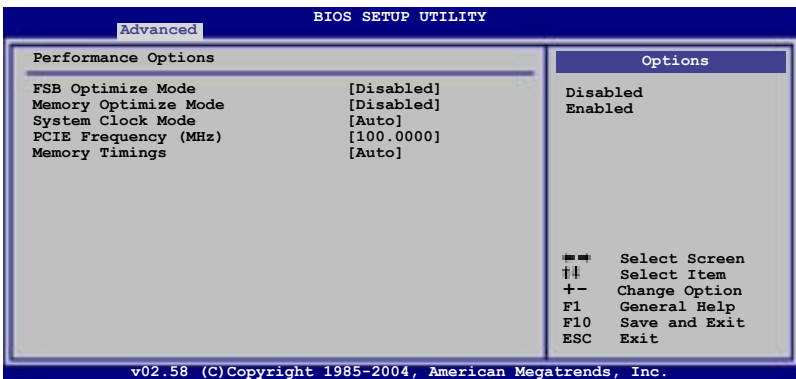 BIOS SETUP UTILITY
Advanced
Performance Options
FSB Optimize Mode [Disabled]
Memory Optimize Mode [Disabled]
System Clock Mode [Auto]
PCIE Frequency (MHz) [100.0000]
Memory Timings [Auto]
Options
Disabled
Enabled
Select Screen
Select Item
+- Change Option
F1 General Help
F10 Save and Exit
ESC Exit
v02.58 (C)Copyright 1985-2004, American Megatrends, Inc.